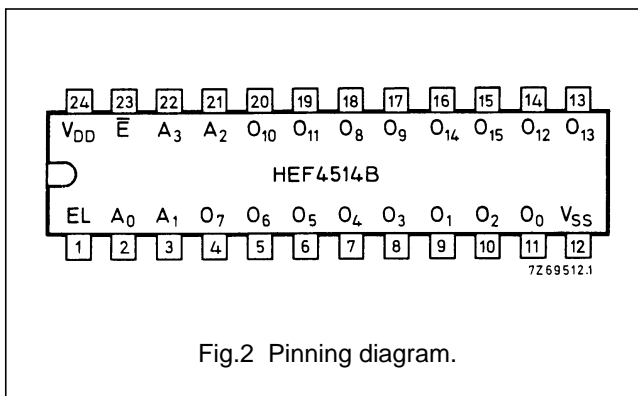 24 23 22 21 20 19 18 17 16 15 14 13
V_DD E̅ A₃ A₂ O₁₀ O₁₁ O₈ O₉ O₁₄ O₁₅ O₁₂ O₁₃
HEF4514B
EL A₀ A₁ O₇ O₆ O₅ O₄ O₃ O₁ O₂ O₀ V_SS
1 2 3 4 5 6 7 8 9 10 11 12
7Z69512.1
Fig.2 Pinning diagram.